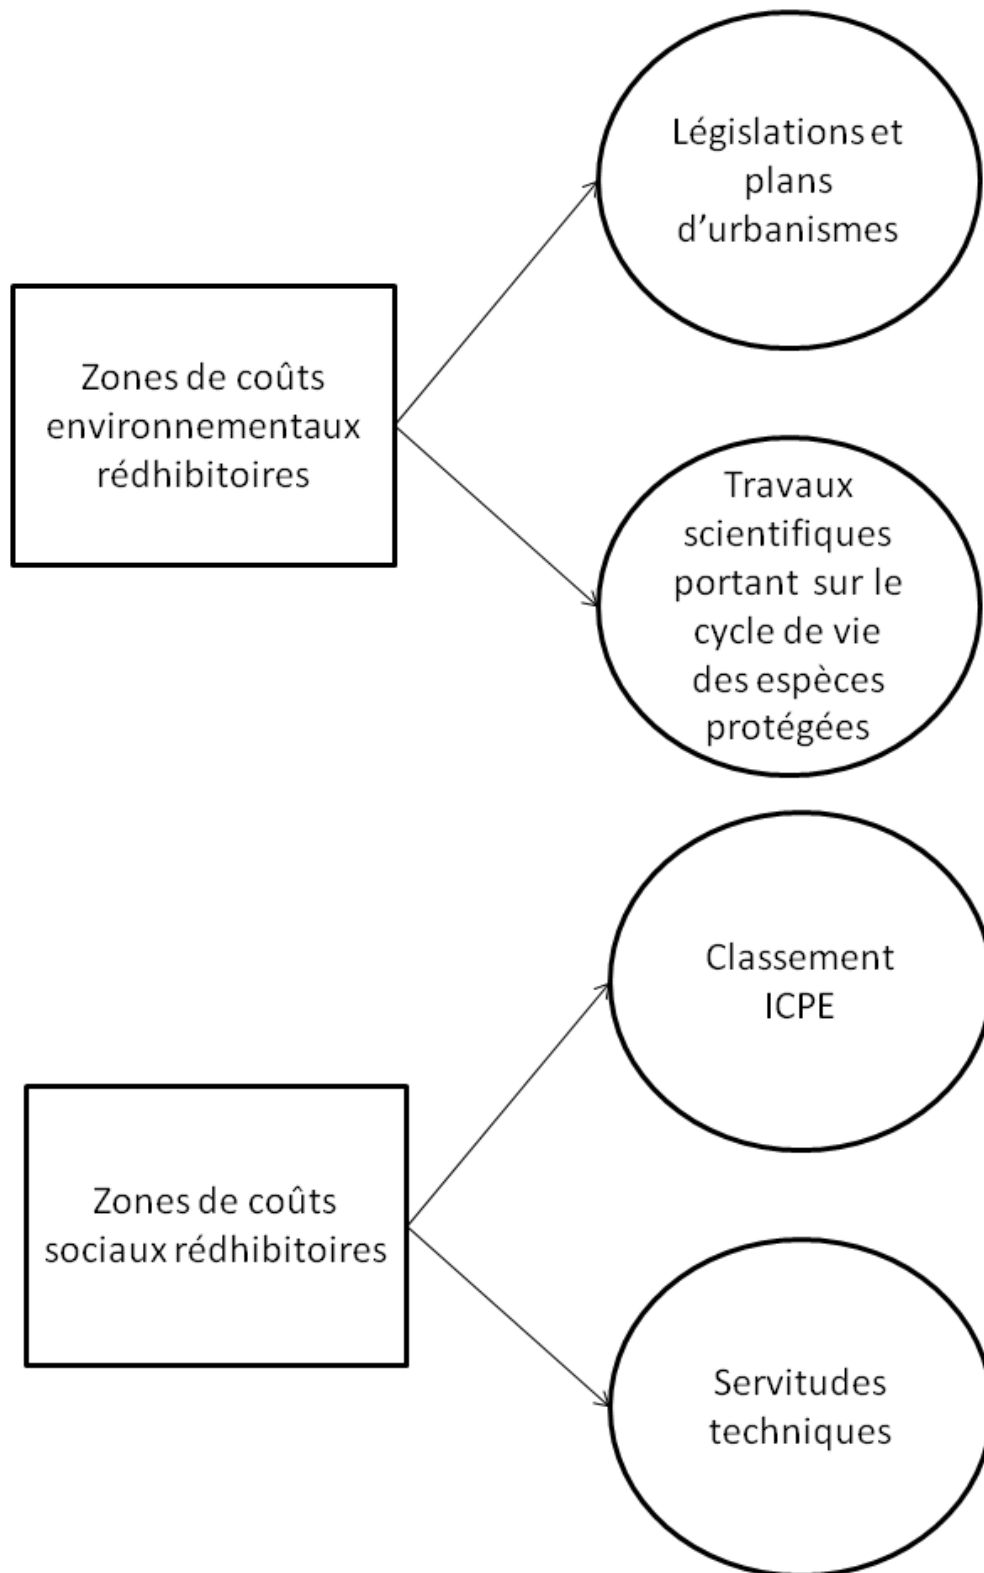 Législations et
plans
d’urbanismes
Zones de coûts
environnementaux
rédhibitoires
Travaux
scientifiques
portant sur le
cycle de vie
des espèces
protégées
Classement
ICPE
Zones de coûts
sociaux rédhibitoires
Servitudes
techniques